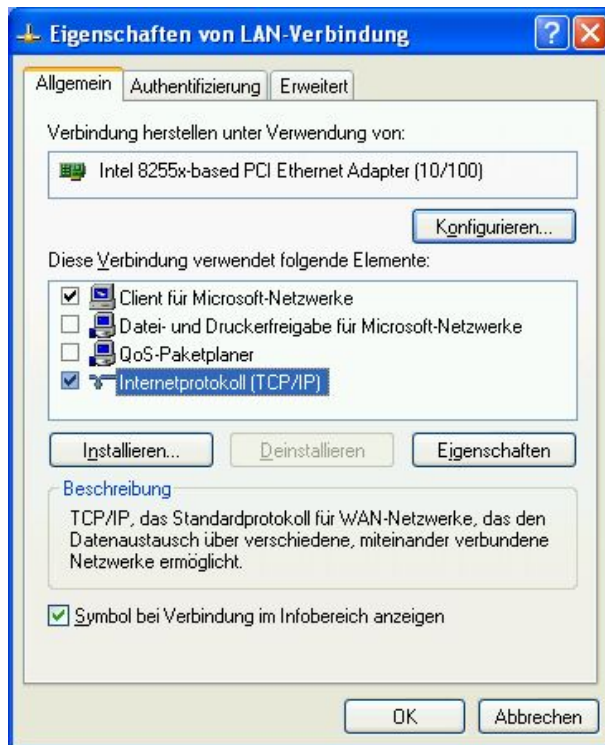 Eigenschaften von LAN-Verbindung
Allgemein Authentifizierung Erweitert
Verbindung herstellen unter Verwendung von:
Intel 8255x-based PCI Ethernet Adapter (10/100)
Konfigurieren...
Diese Verbindung verwendet folgende Elemente:
Client für Microsoft-Netzwerke
Datei- und Druckerfreigabe für Microsoft-Netzwerke
QoS-Paketplaner
Internetprotokoll (TCP/IP)
Installieren... Deinstallieren Eigenschaften
Beschreibung
TCP/IP, das Standardprotokoll für WAN-Netzwerke, das den
Datenaustausch über verschiedene, miteinander verbundene
Netzwerke ermöglicht.
Symbol bei Verbindung im Infobereich anzeigen
OK Abbrechen